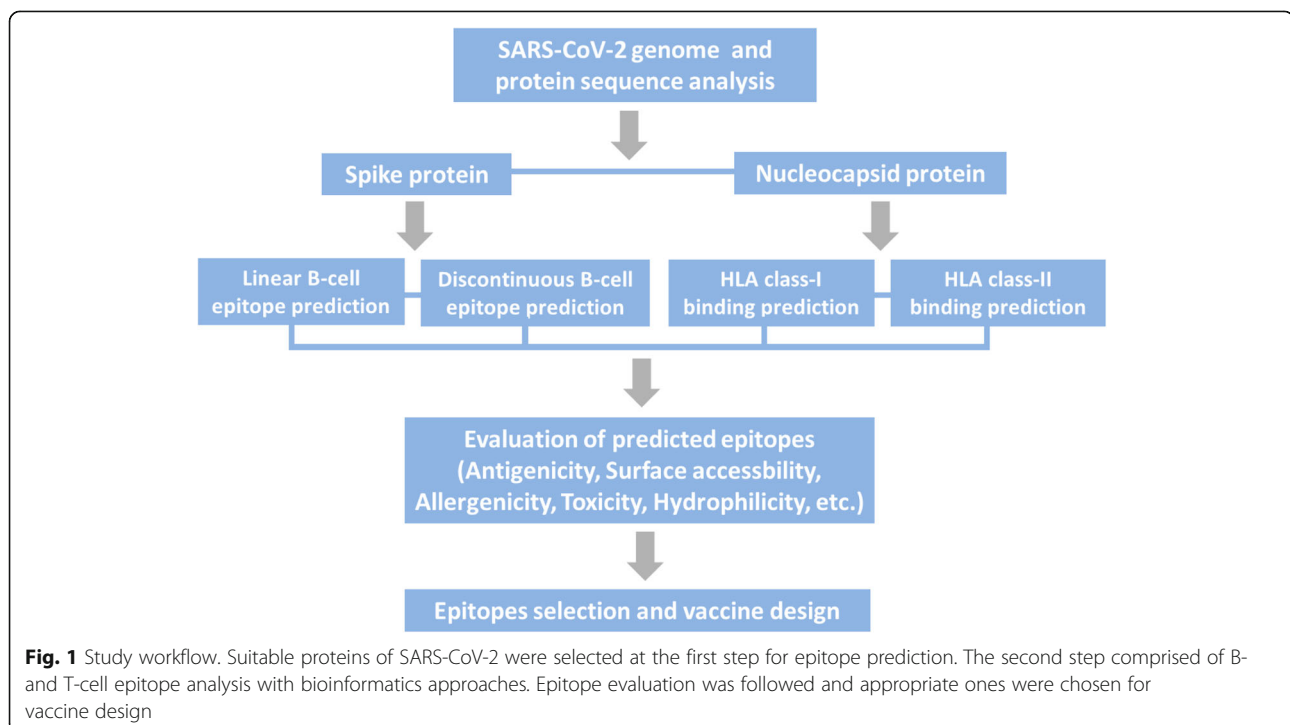 SARS-CoV-2 genome and
protein sequence analysis
Spike protein
Nucleocapsid protein
Linear B-cell
epitope prediction
Discontinuous B-cell
epitope prediction
HLA class-I
binding prediction
HLA class-II
binding prediction
Evaluation of predicted epitopes
(Antigenicity, Surface accessbility,
Allergenicity, Toxicity, Hydrophilicity, etc.)
Epitopes selection and vaccine design
Fig. 1 Study workflow. Suitable proteins of SARS-CoV-2 were selected at the first step for epitope prediction. The second step comprised of B-
and T-cell epitope analysis with bioinformatics approaches. Epitope evaluation was followed and appropriate ones were chosen for
vaccine design